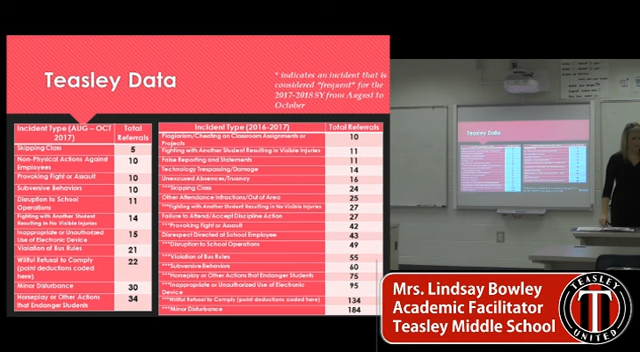 Teasley Data
* indicates an incident that is
considered "frequent" for the
2017-2018 SY from August to
October
Incident Type (AUG – OCT 2017) Total Referrals
Skipping Class 5
Non-Physical Actions Against Employees 10
Provoking Fight or Assault 10
Subversive Behaviors 10
Disruption to School Operations 11
Fighting with Another Student Resulting in No Visible Injuries 14
Inappropriate or Unauthorized Use of Electronic Device 15
Violation of Bus Rules 21
Willful Refusal to Comply (point deductions coded here) 22
Minor Disturbance 30
Horseplay or Other Actions that Endanger Students 34
Incident Type (2016-2017) Total Referrals
Plagiarism/Cheating on Classroom Assignments or Projects 10
Fighting with Another Student Resulting in Visible Injuries 11
False Reporting and Statements 11
Technology Trespassing/Damage 14
Unexcused Absences/Truancy 16
***Skipping Class 24
Other Attendance Infractions/Out of Area 25
***Fighting with Another Student Resulting in No Visible Injuries 27
Failure to Attend/Accept Discipline Action 27
***Provoking Fight or Assault 42
Disrespect Directed at School Employee 43
***Disruption to School Operations 49
***Violation of Bus Rules 55
***Subversive Behaviors 60
***Horseplay or Other Actions that Endanger Students 75
***Inappropriate or Unauthorized Use of Electronic Device 95
***Willful Refusal to Comply (point deductions coded here) 134
***Minor Disturbance 184
Teasley Data
Mrs. Lindsay Bowley
Academic Facilitator
Teasley Middle School
TEASLEY
T
UNITED